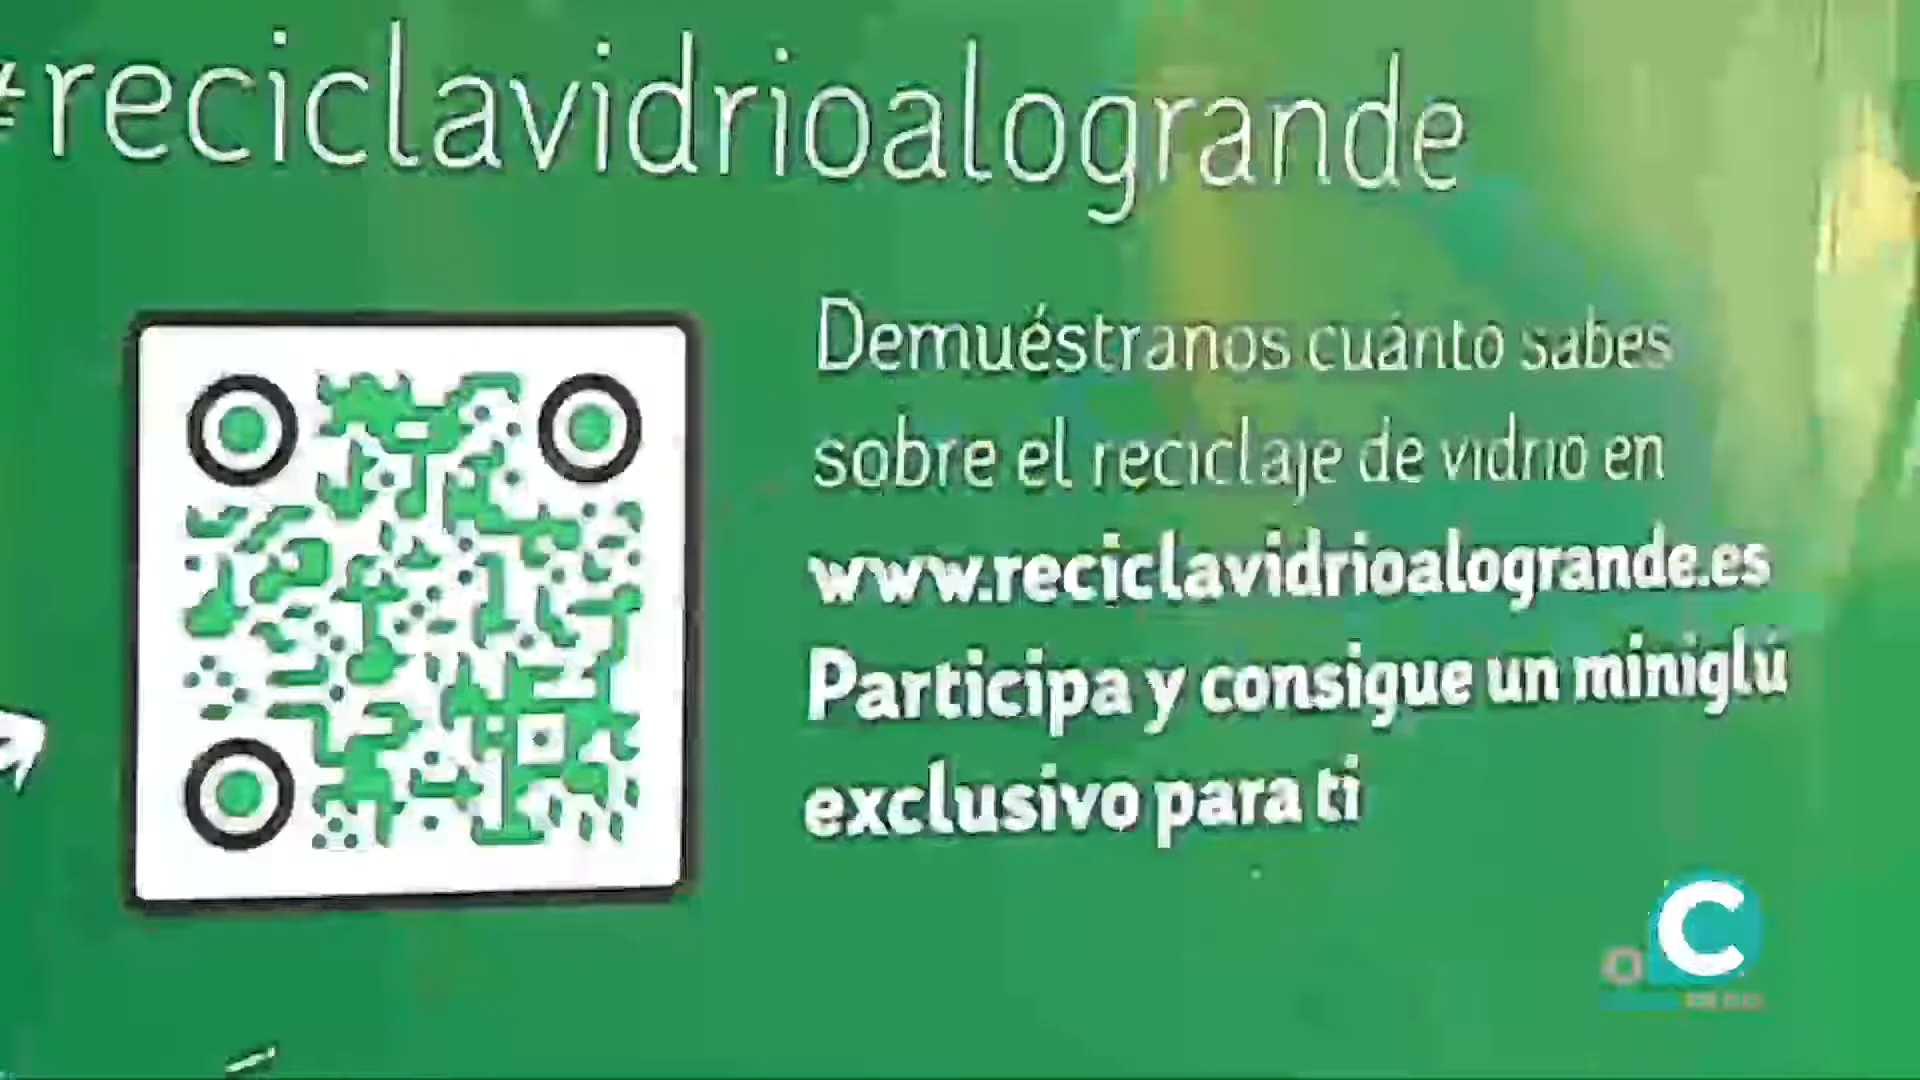 #reciclavidrioalogrande
Demuéstranos cuánto sabes
sobre el reciclaje de vidrio en
www.reciclavidrioalogrande.es
Participa y consigue un miniglú
exclusivo para ti
C